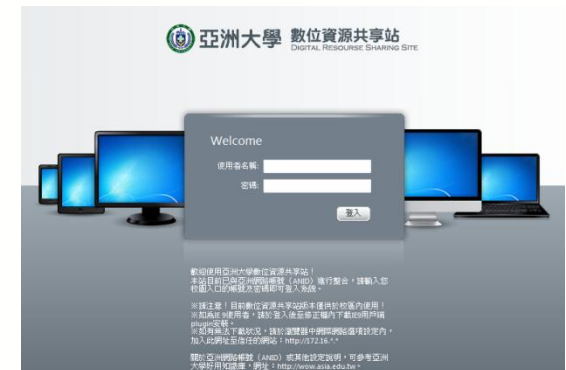 亞洲大學 數位資源共享站
DIGITAL RESOURSE SHARING SITE
Welcome
使用者名稱:
密碼:
登入
歡迎使用亞洲大學數位資源共享站！
本站目前已與亞洲網路帳號（ANID）進行整合，請輸入您
校園入口的帳號及密碼即可登入系統。
※請注意！目前數位資源共享站版本僅供於校區內使用！
※如為IE 9使用者，請於登入後至修正檔內下載IE9用戶端
plugin安裝。
※如有無法下載狀況，請於瀏覽器中網際網路選項設定內，
加入此網址至信任的網站：http://172.16.*.*
關於亞洲網路帳號（ANID）或其他設定說明，可參考亞洲
大學好用知識庫，網址：http://wow.asia.edu.tw。